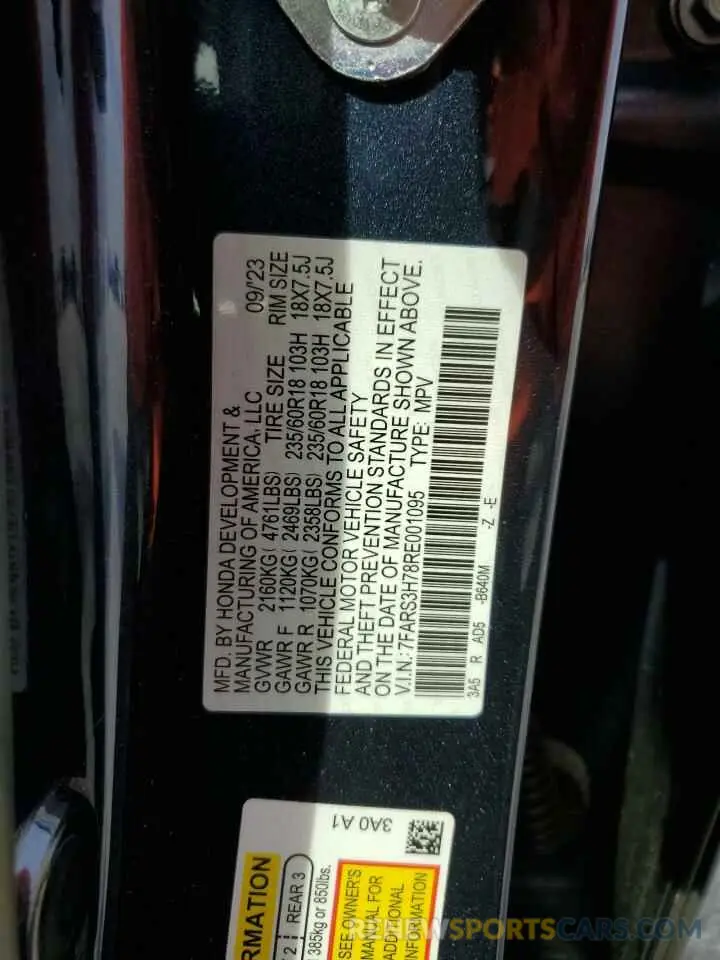 MFD. BY HONDA DEVELOPMENT &
MANUFACTURING OF AMERICA, LLC 09/'23
GVWR 2160KG( 4761LBS) TIRE SIZE RIM SIZE
GAWR F 1120KG( 2469LBS) 235/60R18 103H 18X7.5J
GAWR R 1070KG( 2358LBS) 235/60R18 103H 18X7.5J
THIS VEHICLE CONFORMS TO ALL APPLICABLE
FEDERAL MOTOR VEHICLE SAFETY
AND THEFT PREVENTION STANDARDS IN EFFECT
ON THE DATE OF MANUFACTURE SHOWN ABOVE.
V.I.N.: 7FARS3H78RE001095 TYPE: MPV
3A5 R AD5 -B640M -Z -E
3A0 A1
RMATION
2 REAR 3
385kg or 850lbs.
SEE OWNER'S
MANUAL FOR
ADDITIONAL
INFORMATION
RENEWSPORTSCARS.COM